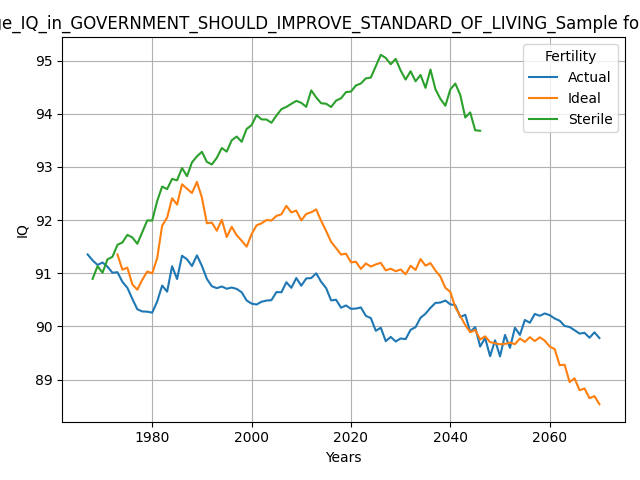 ge_IQ_in_GOVERNMENT_SHOULD_IMPROVE_STANDARD_OF_LIVING_Sample fo
Fertility
Actual
Ideal
Sterile
IQ
95
94
93
92
91
90
89
1980
2000
2020
2040
2060
Years